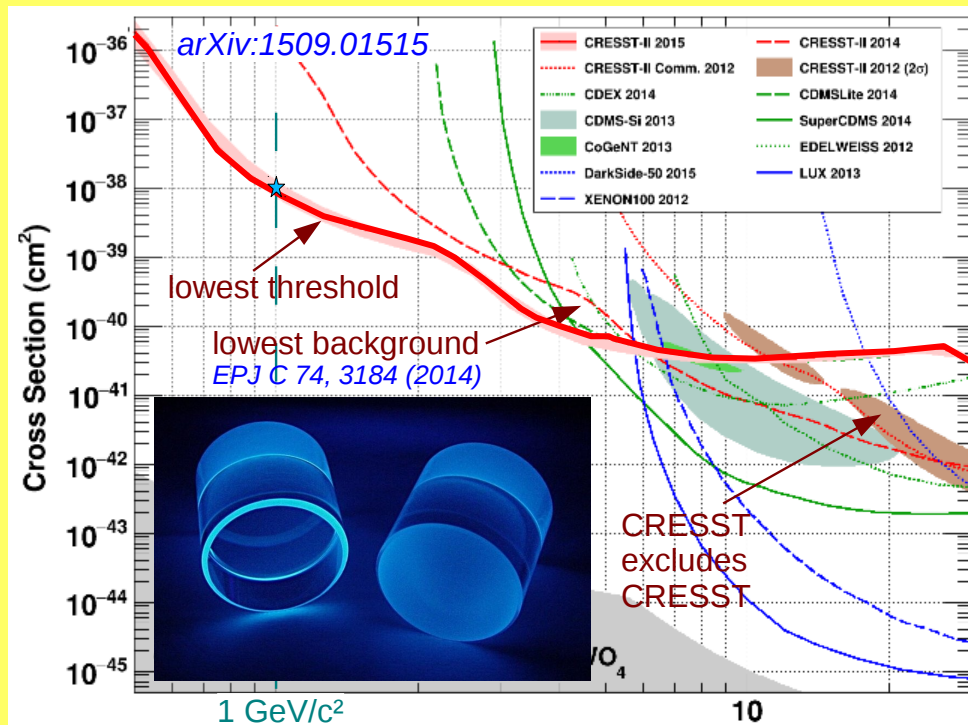 arXiv:1509.01515
CRESST-II 2015
CRESST-II 2014
CRESST-II Comm. 2012
CRESST-II 2012 (2σ)
CDEX 2014
CDMSLite 2014
CDMS-Si 2013
SuperCDMS 2014
CoGeNT 2013
EDELWEISS 2012
DarkSide-50 2015
LUX 2013
XENON100 2012
Cross Section (cm²)
10⁻³⁶
10⁻³⁷
10⁻³⁸
10⁻³⁹
10⁻⁴⁰
10⁻⁴¹
10⁻⁴²
10⁻⁴³
10⁻⁴⁴
10⁻⁴⁵
lowest threshold
lowest background
EPJ C 74, 3184 (2014)
CRESST
excludes
CRESST
O₄
1 GeV/c²
10